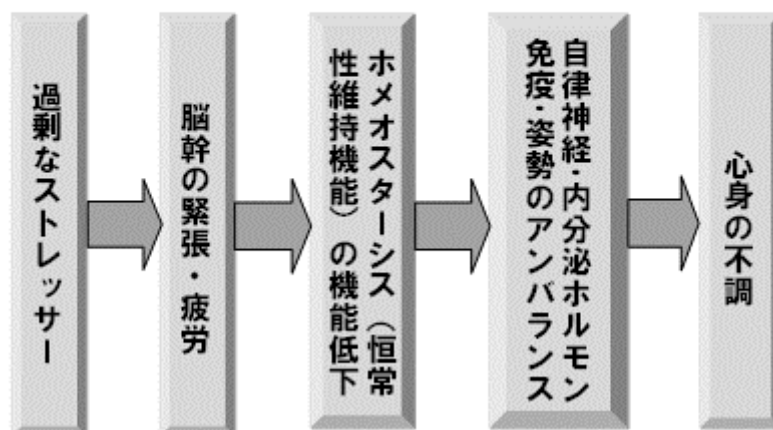 過剰なストレッサー
脳幹の緊張・疲労
ホメオスターシス（恒常
性維持機能）の機能低下
自律神経・内分泌ホルモン
免疫・姿勢のアンバランス
心身の不調